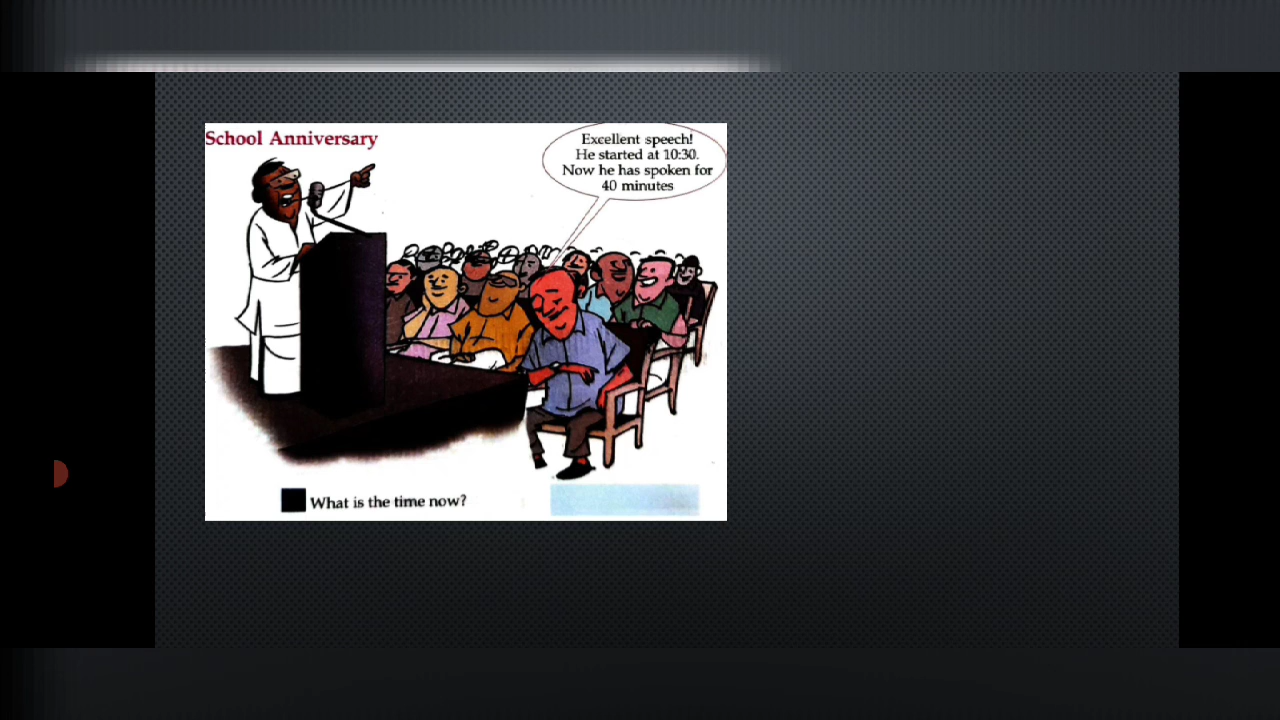 School Anniversary
Excellent speech!
He started at 10:30.
Now he has spoken for
40 minutes
What is the time now?